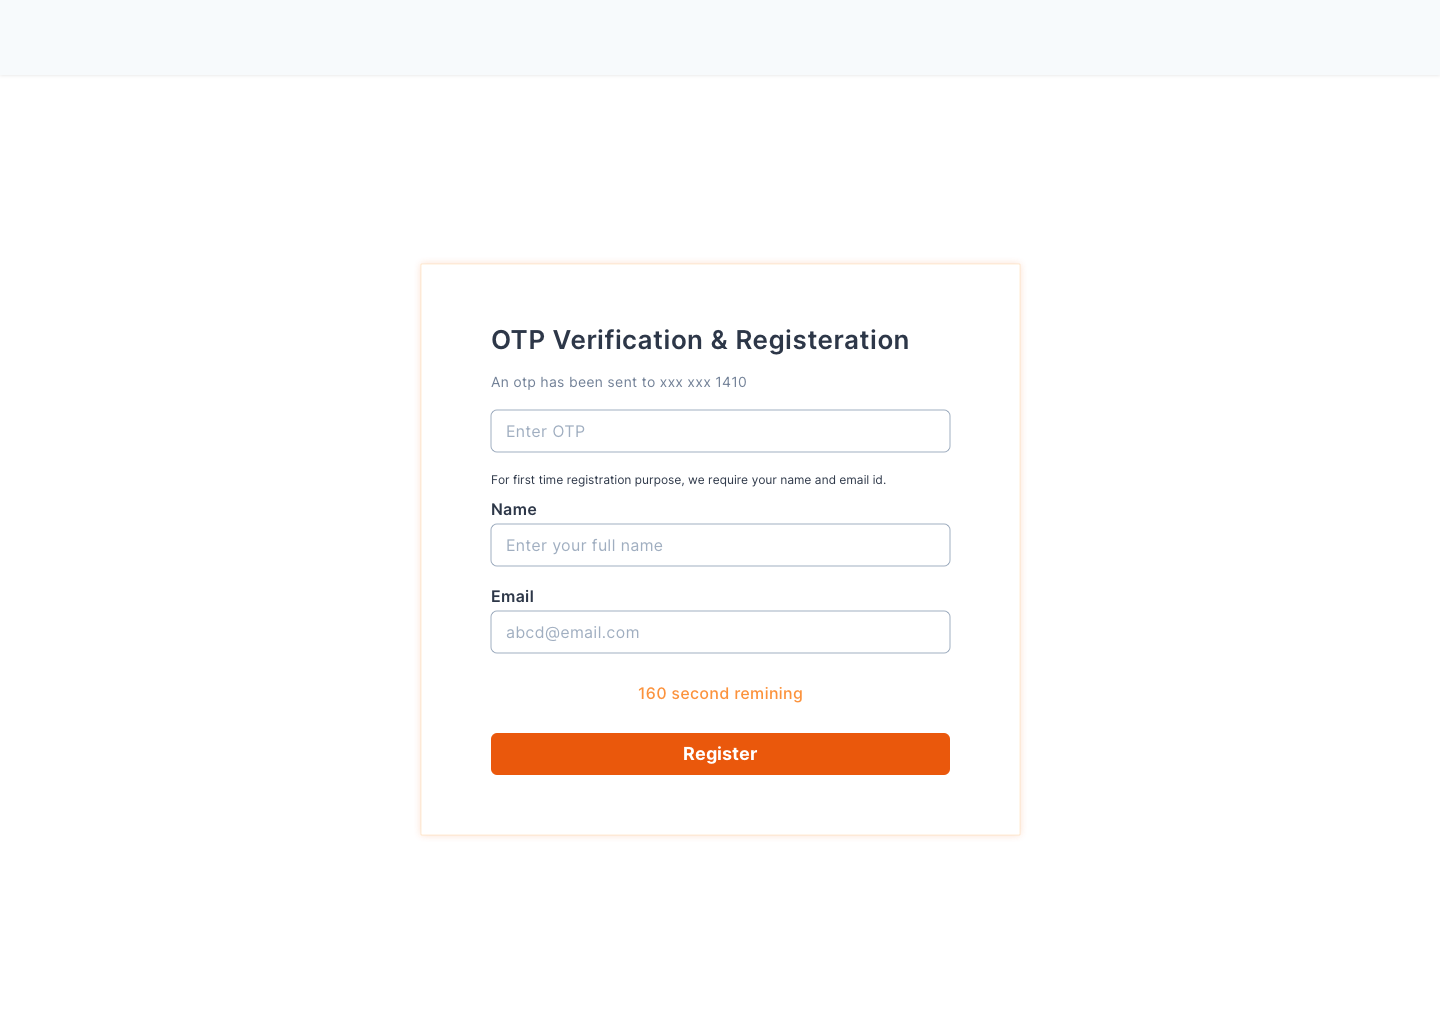 OTP Verification & Registeration
An otp has been sent to xxx xxx 1410
Enter OTP
For first time registration purpose, we require your name and email id.
Name
Enter your full name
Email
abcd@email.com
160 second remining
Register